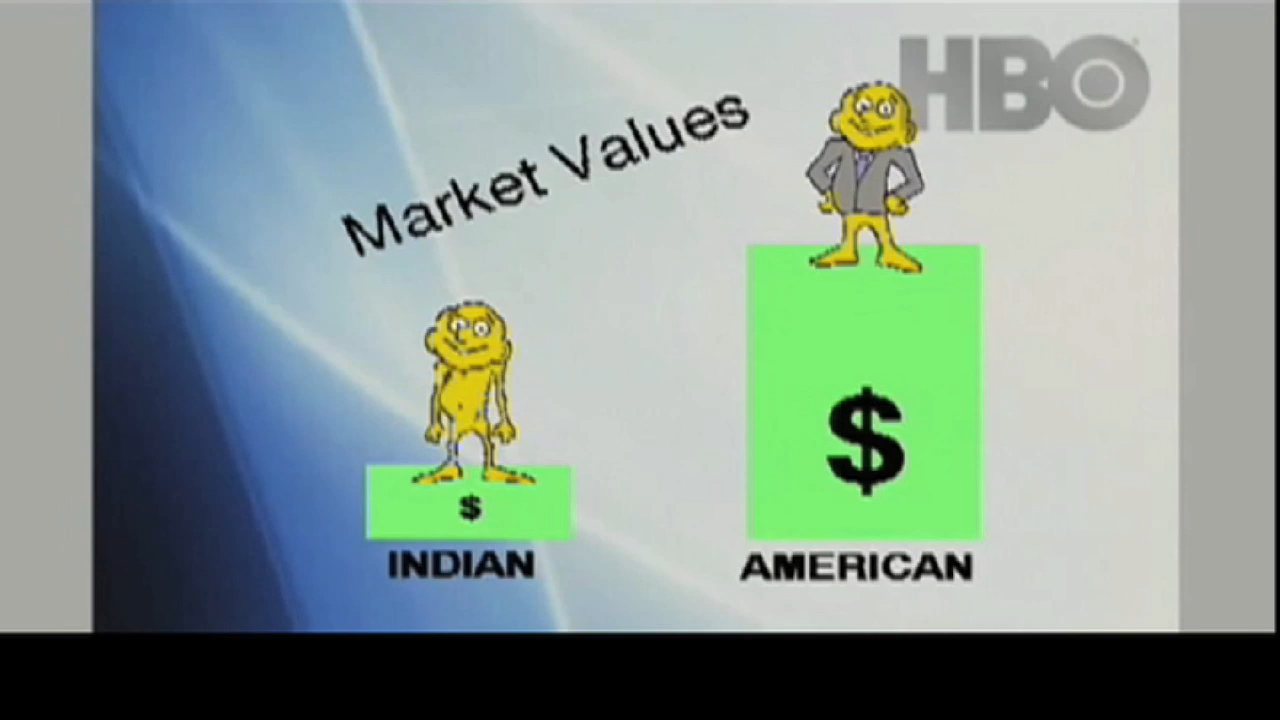 HBO
Market Values
$
$
INDIAN
AMERICAN